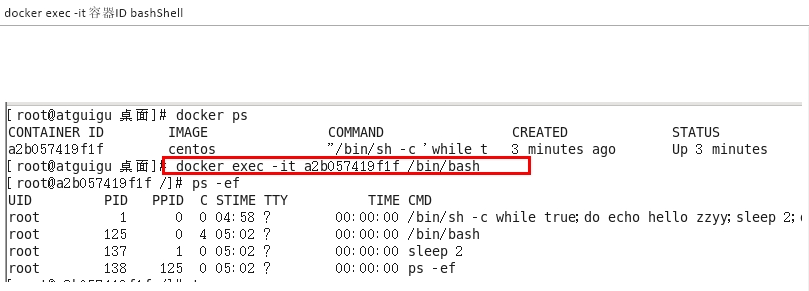 docker exec -it 容器ID bashShell
[root@atguigu 桌面]# docker ps
CONTAINER ID IMAGE COMMAND CREATED STATUS
a2b057419f1f centos "/bin/sh -c 'while t 3 minutes ago Up 3 minutes
[root@atguigu 桌面]# docker exec -it a2b057419f1f /bin/bash
[root@a2b057419f1f /]# ps -ef
UID PID PPID C STIME TTY TIME CMD
root 1 0 0 04:58 ? 00:00:00 /bin/sh -c while true;do echo hello zzyy;sleep 2;
root 125 0 4 05:02 ? 00:00:00 /bin/bash
root 137 1 0 05:02 ? 00:00:00 sleep 2
root 138 125 0 05:02 ? 00:00:00 ps -ef